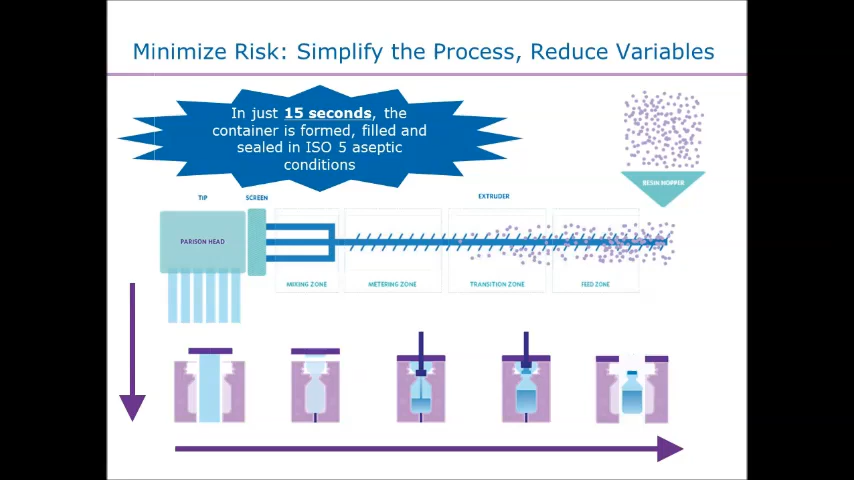 Minimize Risk: Simplify the Process, Reduce Variables
In just 15 seconds, the
container is formed, filled and
sealed in ISO 5 aseptic
conditions
RESIN HOPPER
TIP
SCREEN
EXTRUDER
PARISON HEAD
MIXING ZONE
METERING ZONE
TRANSITION ZONE
FEED ZONE